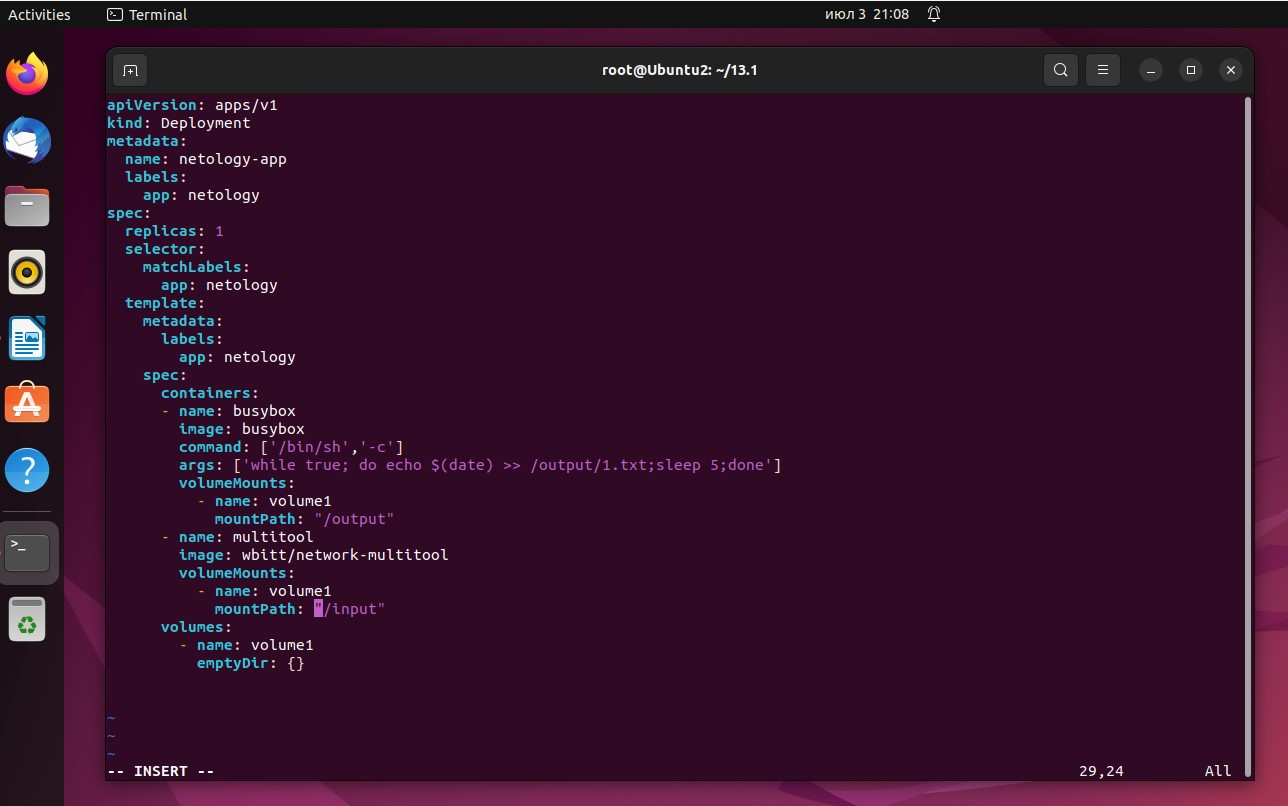 Activities
Terminal
июл 3 21:08
root@Ubuntu2: ~/13.1
apiVersion: apps/v1
kind: Deployment
metadata:
  name: netology-app
  labels:
    app: netology
spec:
  replicas: 1
  selector:
    matchLabels:
      app: netology
  template:
    metadata:
      labels:
        app: netology
    spec:
      containers:
      - name: busybox
        image: busybox
        command: ['/bin/sh','-c']
        args: ['while true; do echo $(date) >> /output/1.txt;sleep 5;done']
        volumeMounts:
          - name: volume1
            mountPath: "/output"
      - name: multitool
        image: wbitt/network-multitool
        volumeMounts:
          - name: volume1
            mountPath: "/input"
      volumes:
        - name: volume1
          emptyDir: {}
~
~
~
-- INSERT -- 29,24 All